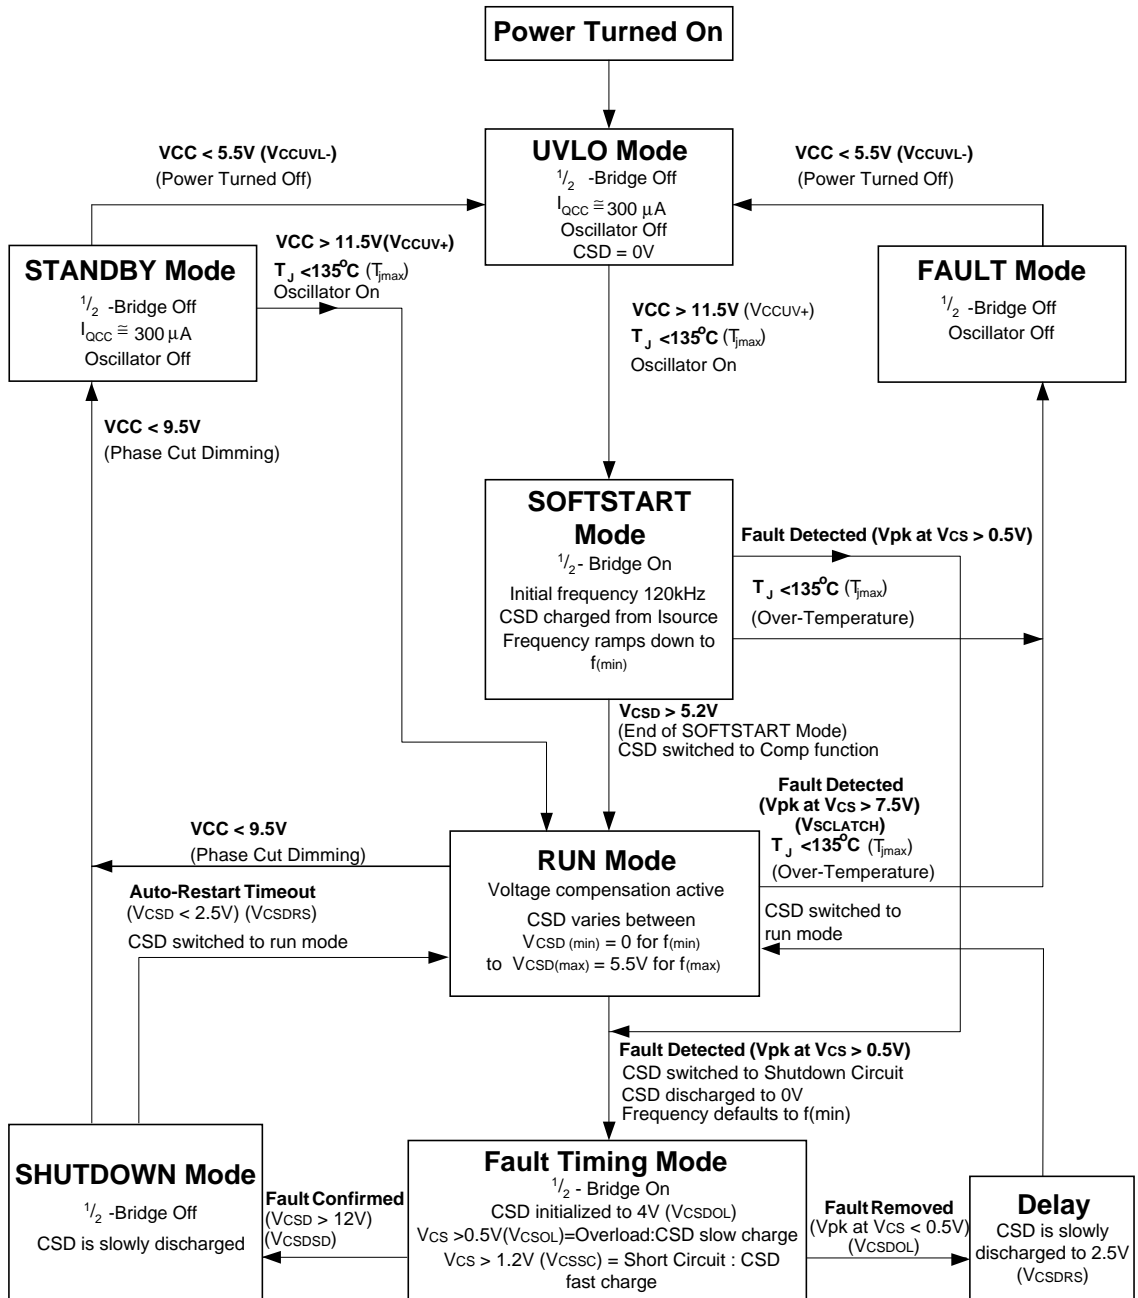 Power Turned On
VCC < 5.5V (VCCUVL-)
(Power Turned Off)
UVLO Mode
1/2 -Bridge Off
IQCC ≅ 300 μA
Oscillator Off
CSD = 0V
VCC < 5.5V (VCCUVL-)
(Power Turned Off)
STANDBY Mode
1/2 -Bridge Off
IQCC ≅ 300 μA
Oscillator Off
VCC > 11.5V(VCCUV+)
TJ <135°C (Tjmax)
Oscillator On
VCC > 11.5V (VCCUV+)
TJ <135°C (Tjmax)
Oscillator On
FAULT Mode
1/2 -Bridge Off
Oscillator Off
VCC < 9.5V
(Phase Cut Dimming)
SOFTSTART
Mode
1/2 - Bridge On
Initial frequency 120kHz
CSD charged from Isource
Frequency ramps down to
f(min)
Fault Detected (Vpk at VCS > 0.5V)
TJ <135°C (Tjmax)
(Over-Temperature)
VCSD > 5.2V
(End of SOFTSTART Mode)
CSD switched to Comp function
Fault Detected
(Vpk at VCS > 7.5V)
(VSCLATCH)
TJ <135°C (Tjmax)
(Over-Temperature)
VCC < 9.5V
(Phase Cut Dimming)
RUN Mode
Voltage compensation active
CSD varies between
VCSD (min) = 0 for f(min)
to VCSD(max) = 5.5V for f(max)
Auto-Restart Timeout
(VCSD < 2.5V) (VCSDRS)
CSD switched to run mode
CSD switched to
run mode
Fault Detected (Vpk at VCS > 0.5V)
CSD switched to Shutdown Circuit
CSD discharged to 0V
Frequency defaults to f(min)
SHUTDOWN Mode
1/2 -Bridge Off
CSD is slowly discharged
Fault Confirmed
(VCSD > 12V)
(VCSDSD)
Fault Timing Mode
1/2 - Bridge On
CSD initialized to 4V (VCSDOL)
VCS >0.5V(VCSOL)=Overload:CSD slow charge
VCS > 1.2V (VCSSC) = Short Circuit : CSD
fast charge
Fault Removed
(Vpk at VCS < 0.5V)
(VCSDOL)
Delay
CSD is slowly
discharged to 2.5V
(VCSDRS)